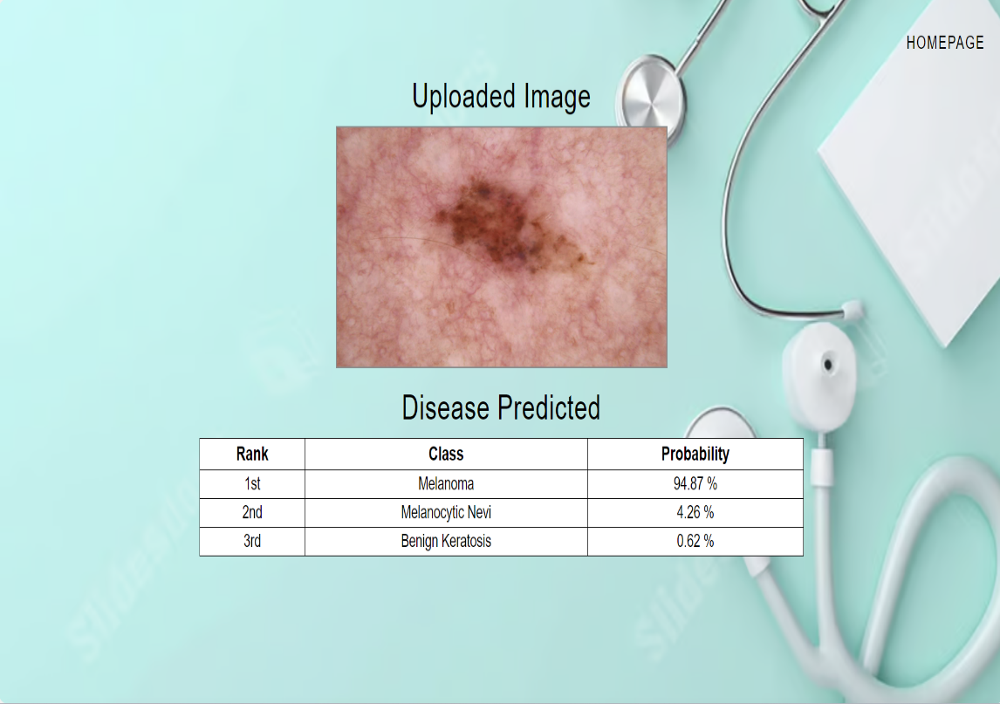 HOMEPAGE
Uploaded Image
Disease Predicted
Rank Class Probability
1st Melanoma 94.87 %
2nd Melanocytic Nevi 4.26 %
3rd Benign Keratosis 0.62 %